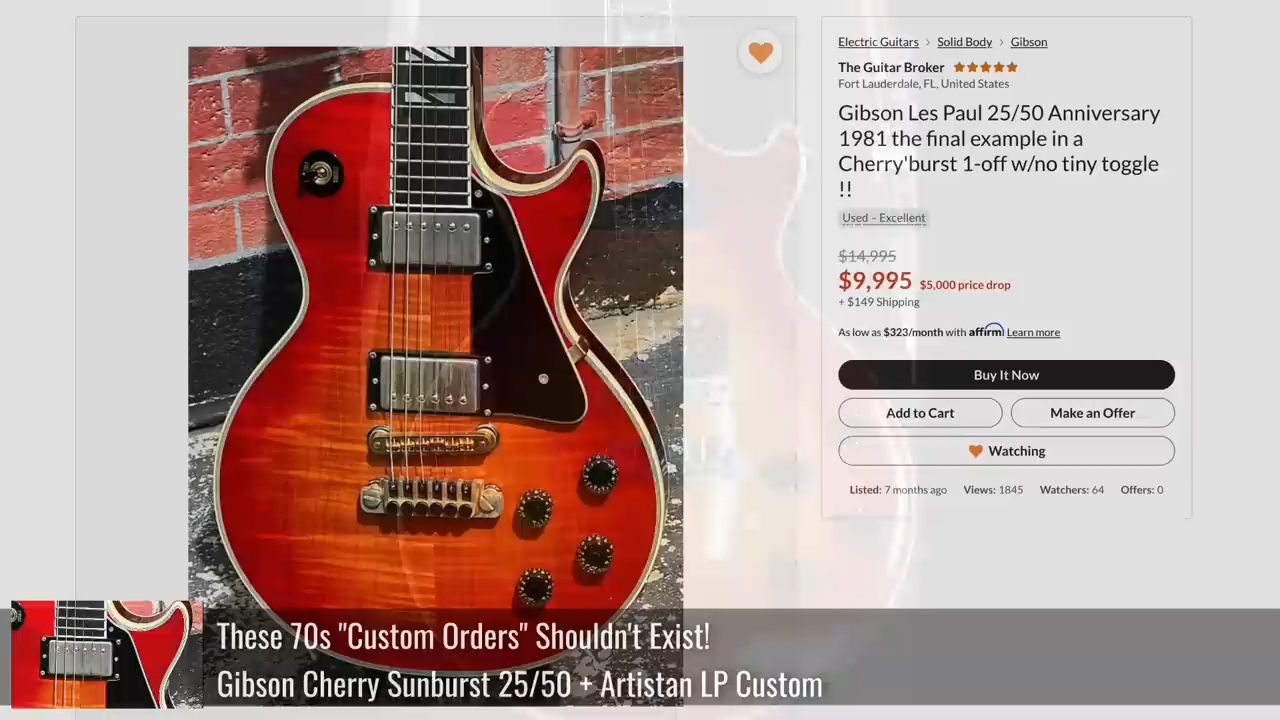 Electric Guitars > Solid Body > Gibson
The Guitar Broker ★★★★★
Fort Lauderdale, FL, United States
Gibson Les Paul 25/50 Anniversary
1981 the final example in a
Cherry'burst 1-off w/no tiny toggle
!!
Used – Excellent
$14,995
$9,995 $5,000 price drop
+ $149 Shipping
As low as $323/month with affirm Learn more
Buy It Now
Add to Cart Make an Offer
Watching
Listed: 7 months ago Views: 1845 Watchers: 64 Offers: 0
These 70s "Custom Orders" Shouldn't Exist!
Gibson Cherry Sunburst 25/50 + Artistan LP Custom